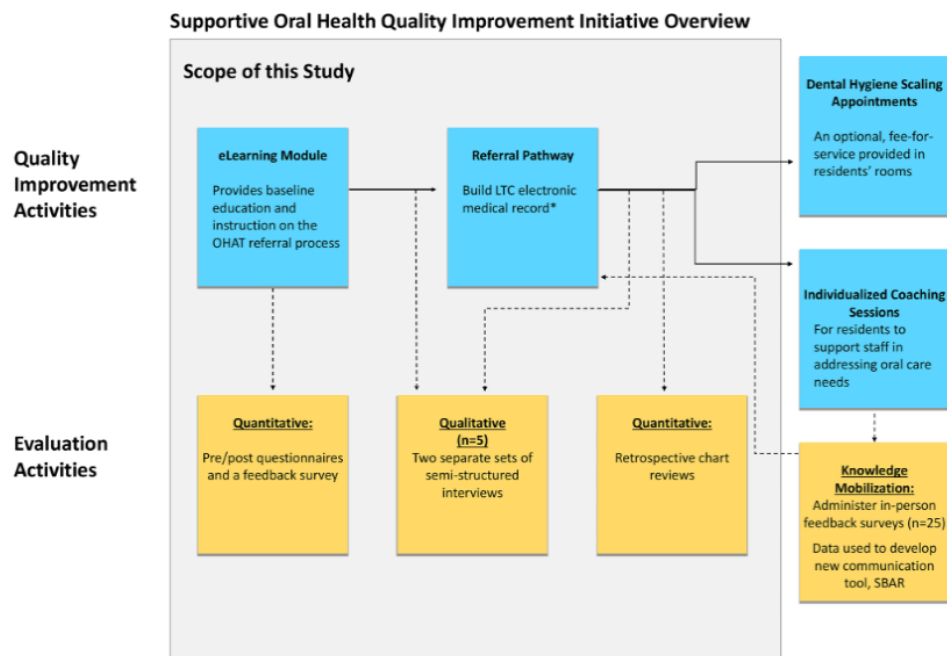 Supportive Oral Health Quality Improvement Initiative Overview
Scope of this Study
Quality
Improvement
Activities
eLearning Module
Provides baseline
education and
instruction on the
OHAT referral process
Referral Pathway
Build LTC electronic
medical record*
Dental Hygiene Scaling
Appointments
An optional, fee-for-
service provided in
residents' rooms
Individualized Coaching
Sessions
For residents to
support staff in
addressing oral care
needs
Evaluation
Activities
Quantitative:
Pre/post questionnaires
and a feedback survey
Qualitative
(n=5)
Two separate sets of
semi-structured
interviews
Quantitative:
Retrospective chart
reviews
Knowledge
Mobilization:
Administer in-person
feedback surveys (n=25)
Data used to develop
new communication
tool, SBAR